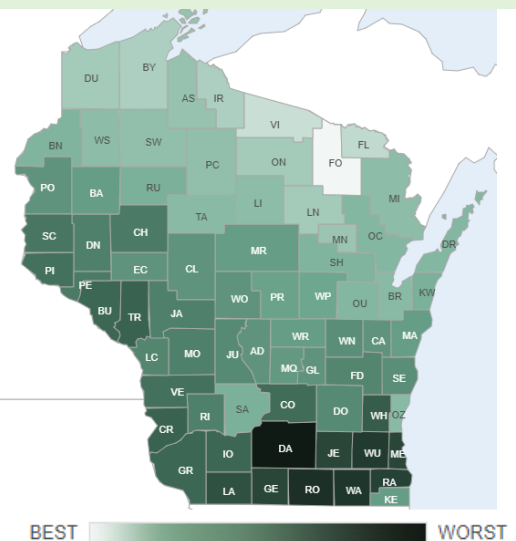 BY
DU
AS
IR
VI
FL
BN
WS
SW
PC
ON
FO
PO
BA
RU
LI
LN
MI
TA
MN
OC
SC
DN
CH
MR
SH
DR
PI
EC
CL
PE
WO
PR
WP
OU
BR
KW
BU
TR
JA
WR
WN
CA
MA
LC
MO
JU
AD
MQ
GL
FD
SE
VE
CR
RI
SA
CO
DO
WH
OZ
GR
IO
DA
JE
WU
ME
LA
GE
RO
WA
RA
KE
BEST WORST